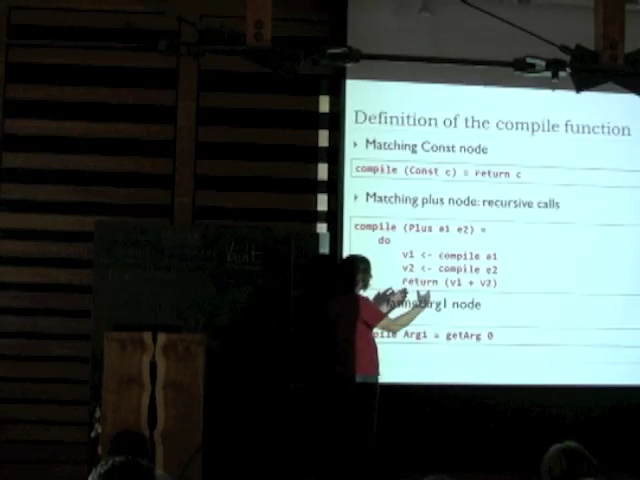 Definition of the compile function
Matching Const node
compile (Const c) = return c
Matching plus node: recursive calls
compile (Plus e1 e2) =
do
v1 <- compile e1
v2 <- compile e2
return (v1 + v2)
Arg1 node
Arg1 = getArg 0